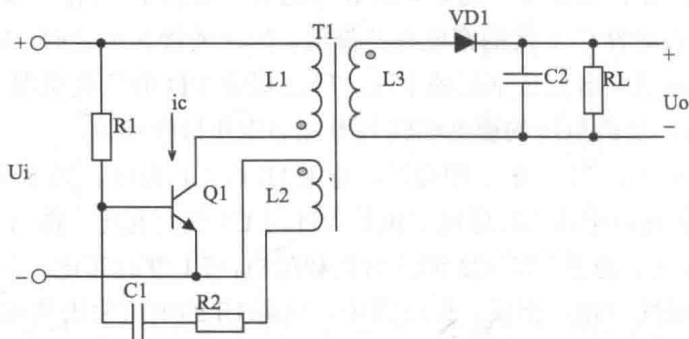 T1
VD1
+
+
L1
L3
C2
RL
ic
R1
Uo
−
Ui
Q1
L2
−
C1
R2